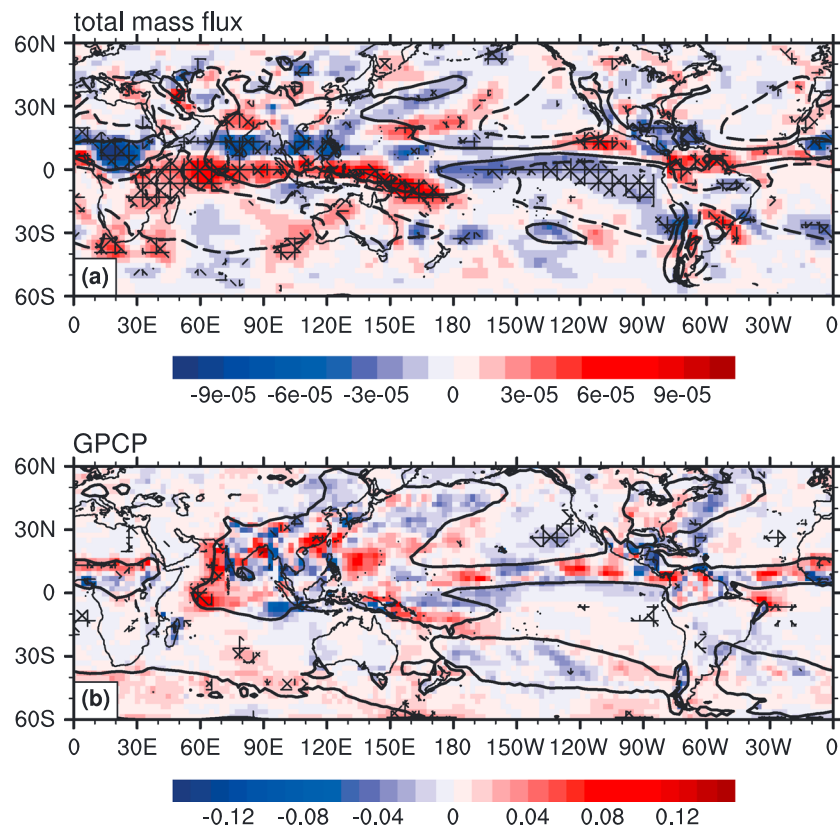 total mass flux
60N
30N
0
30S
60S
(a)
0 30E 60E 90E 120E 150E 180 150W 120W 90W 60W 30W 0
-9e-05 -6e-05 -3e-05 0 3e-05 6e-05 9e-05
GPCP
60N
30N
0
30S
60S
(b)
0 30E 60E 90E 120E 150E 180 150W 120W 90W 60W 30W 0
-0.12 -0.08 -0.04 0 0.04 0.08 0.12